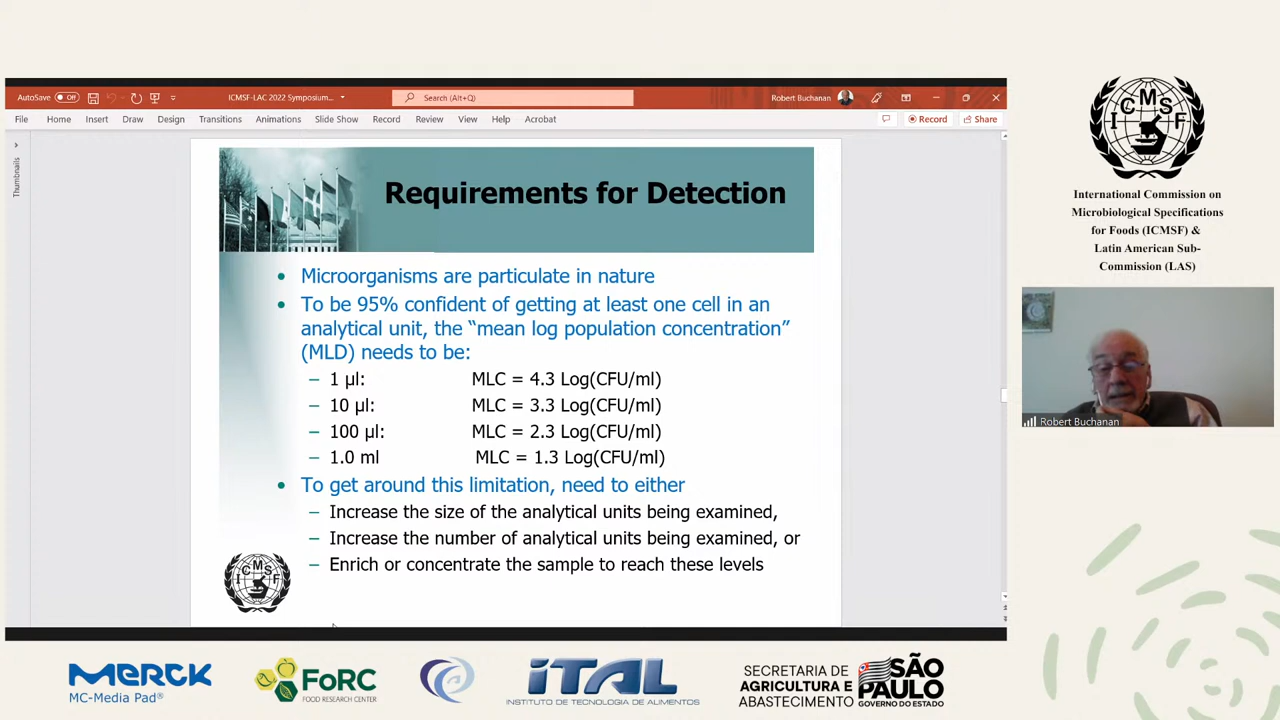 AutoSave Off ICMSF-LAC 2022 Symposium... Search (Alt+Q) Robert Buchanan
File Home Insert Draw Design Transitions Animations Slide Show Record Review View Help Acrobat Record Share
Thumbnails
Requirements for Detection
• Microorganisms are particulate in nature
• To be 95% confident of getting at least one cell in an
analytical unit, the “mean log population concentration”
(MLD) needs to be:
– 1 µl: MLC = 4.3 Log(CFU/ml)
– 10 µl: MLC = 3.3 Log(CFU/ml)
– 100 µl: MLC = 2.3 Log(CFU/ml)
– 1.0 ml MLC = 1.3 Log(CFU/ml)
• To get around this limitation, need to either
– Increase the size of the analytical units being examined,
– Increase the number of analytical units being examined, or
– Enrich or concentrate the sample to reach these levels
ICMSF
ICMSF
International Commission on
Microbiological Specifications
for Foods (ICMSF) &
Latin American Sub-
Commission (LAS)
Robert Buchanan
MERCK
MC-Media Pad®
FoRC
FOOD RESEARCH CENTER
iTAL
INSTITUTO DE TECNOLOGIA DE ALIMENTOS
SECRETARIA DE
AGRICULTURA E
ABASTECIMENTO
SÃO
PAULO
GOVERNO DO ESTADO